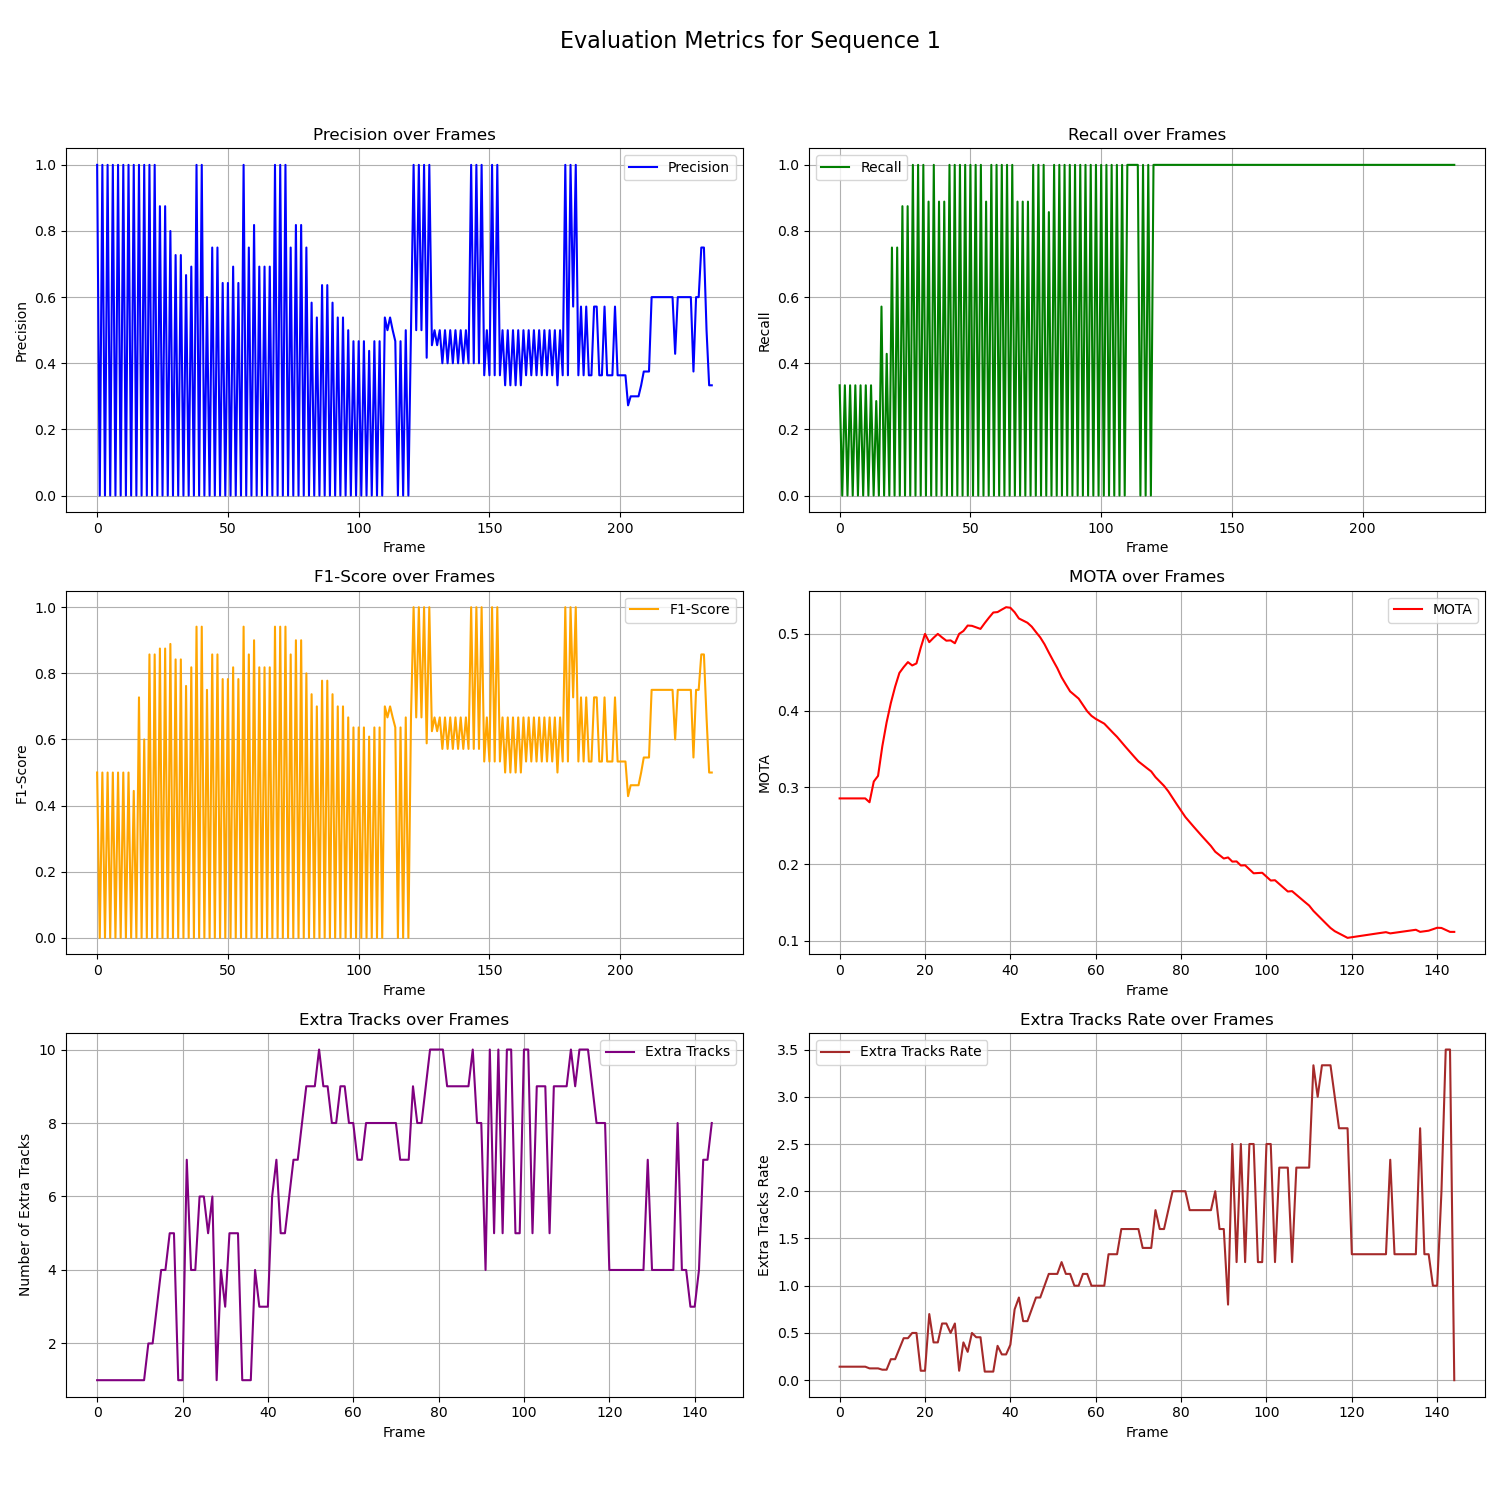 Evaluation Metrics for Sequence 1
Precision over Frames
Precision
1.0
0.8
0.6
0.4
0.2
0.0
Precision
0 50 100 150 200
Frame
Recall over Frames
Recall
1.0
0.8
0.6
0.4
0.2
0.0
Recall
0 50 100 150 200
Frame
F1-Score over Frames
F1-Score
1.0
0.8
0.6
0.4
0.2
0.0
F1-Score
0 50 100 150 200
Frame
MOTA over Frames
MOTA
0.5
0.4
0.3
0.2
0.1
MOTA
0 20 40 60 80 100 120 140
Frame
Extra Tracks over Frames
Extra Tracks
10
8
6
4
2
Number of Extra Tracks
0 20 40 60 80 100 120 140
Frame
Extra Tracks Rate over Frames
Extra Tracks Rate
3.5
3.0
2.5
2.0
1.5
1.0
0.5
0.0
Extra Tracks Rate
0 20 40 60 80 100 120 140
Frame